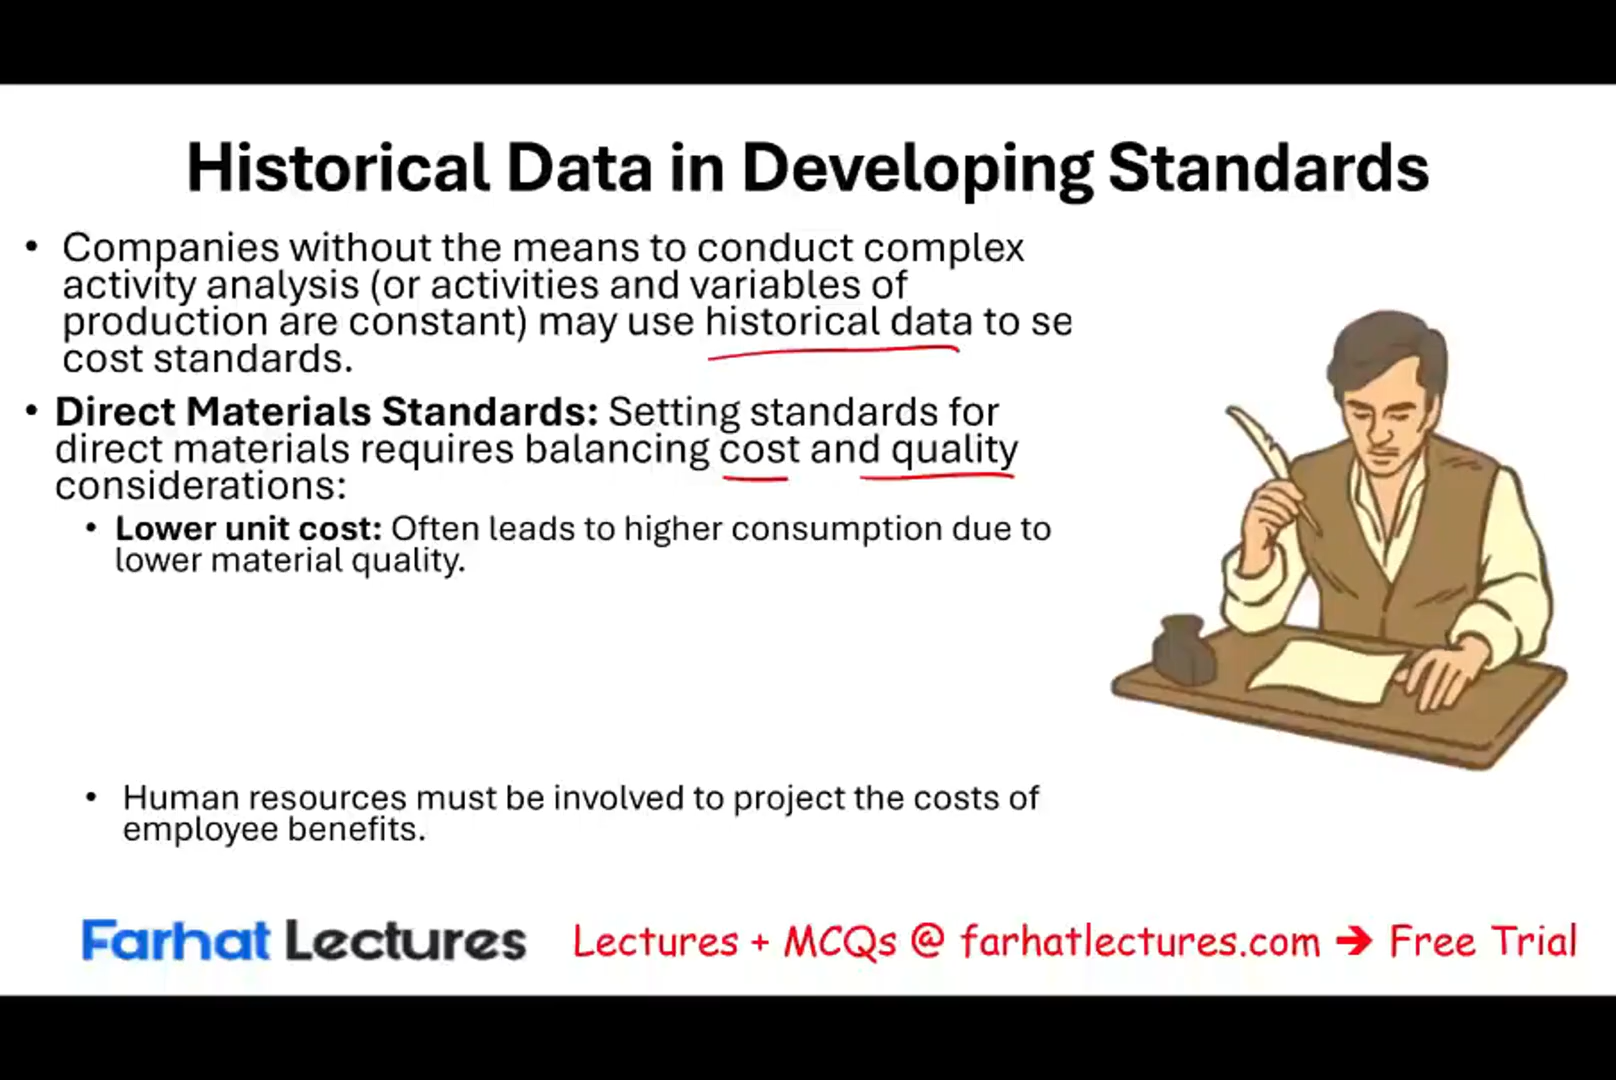 Historical Data in Developing Standards
• Companies without the means to conduct complex
activity analysis (or activities and variables of
production are constant) may use historical data to se
cost standards.
• Direct Materials Standards: Setting standards for
direct materials requires balancing cost and quality
considerations:
• Lower unit cost: Often leads to higher consumption due to
lower material quality.
• Human resources must be involved to project the costs of
employee benefits.
Farhat Lectures Lectures + MCQs @ farhatlectures.com ➔ Free Trial